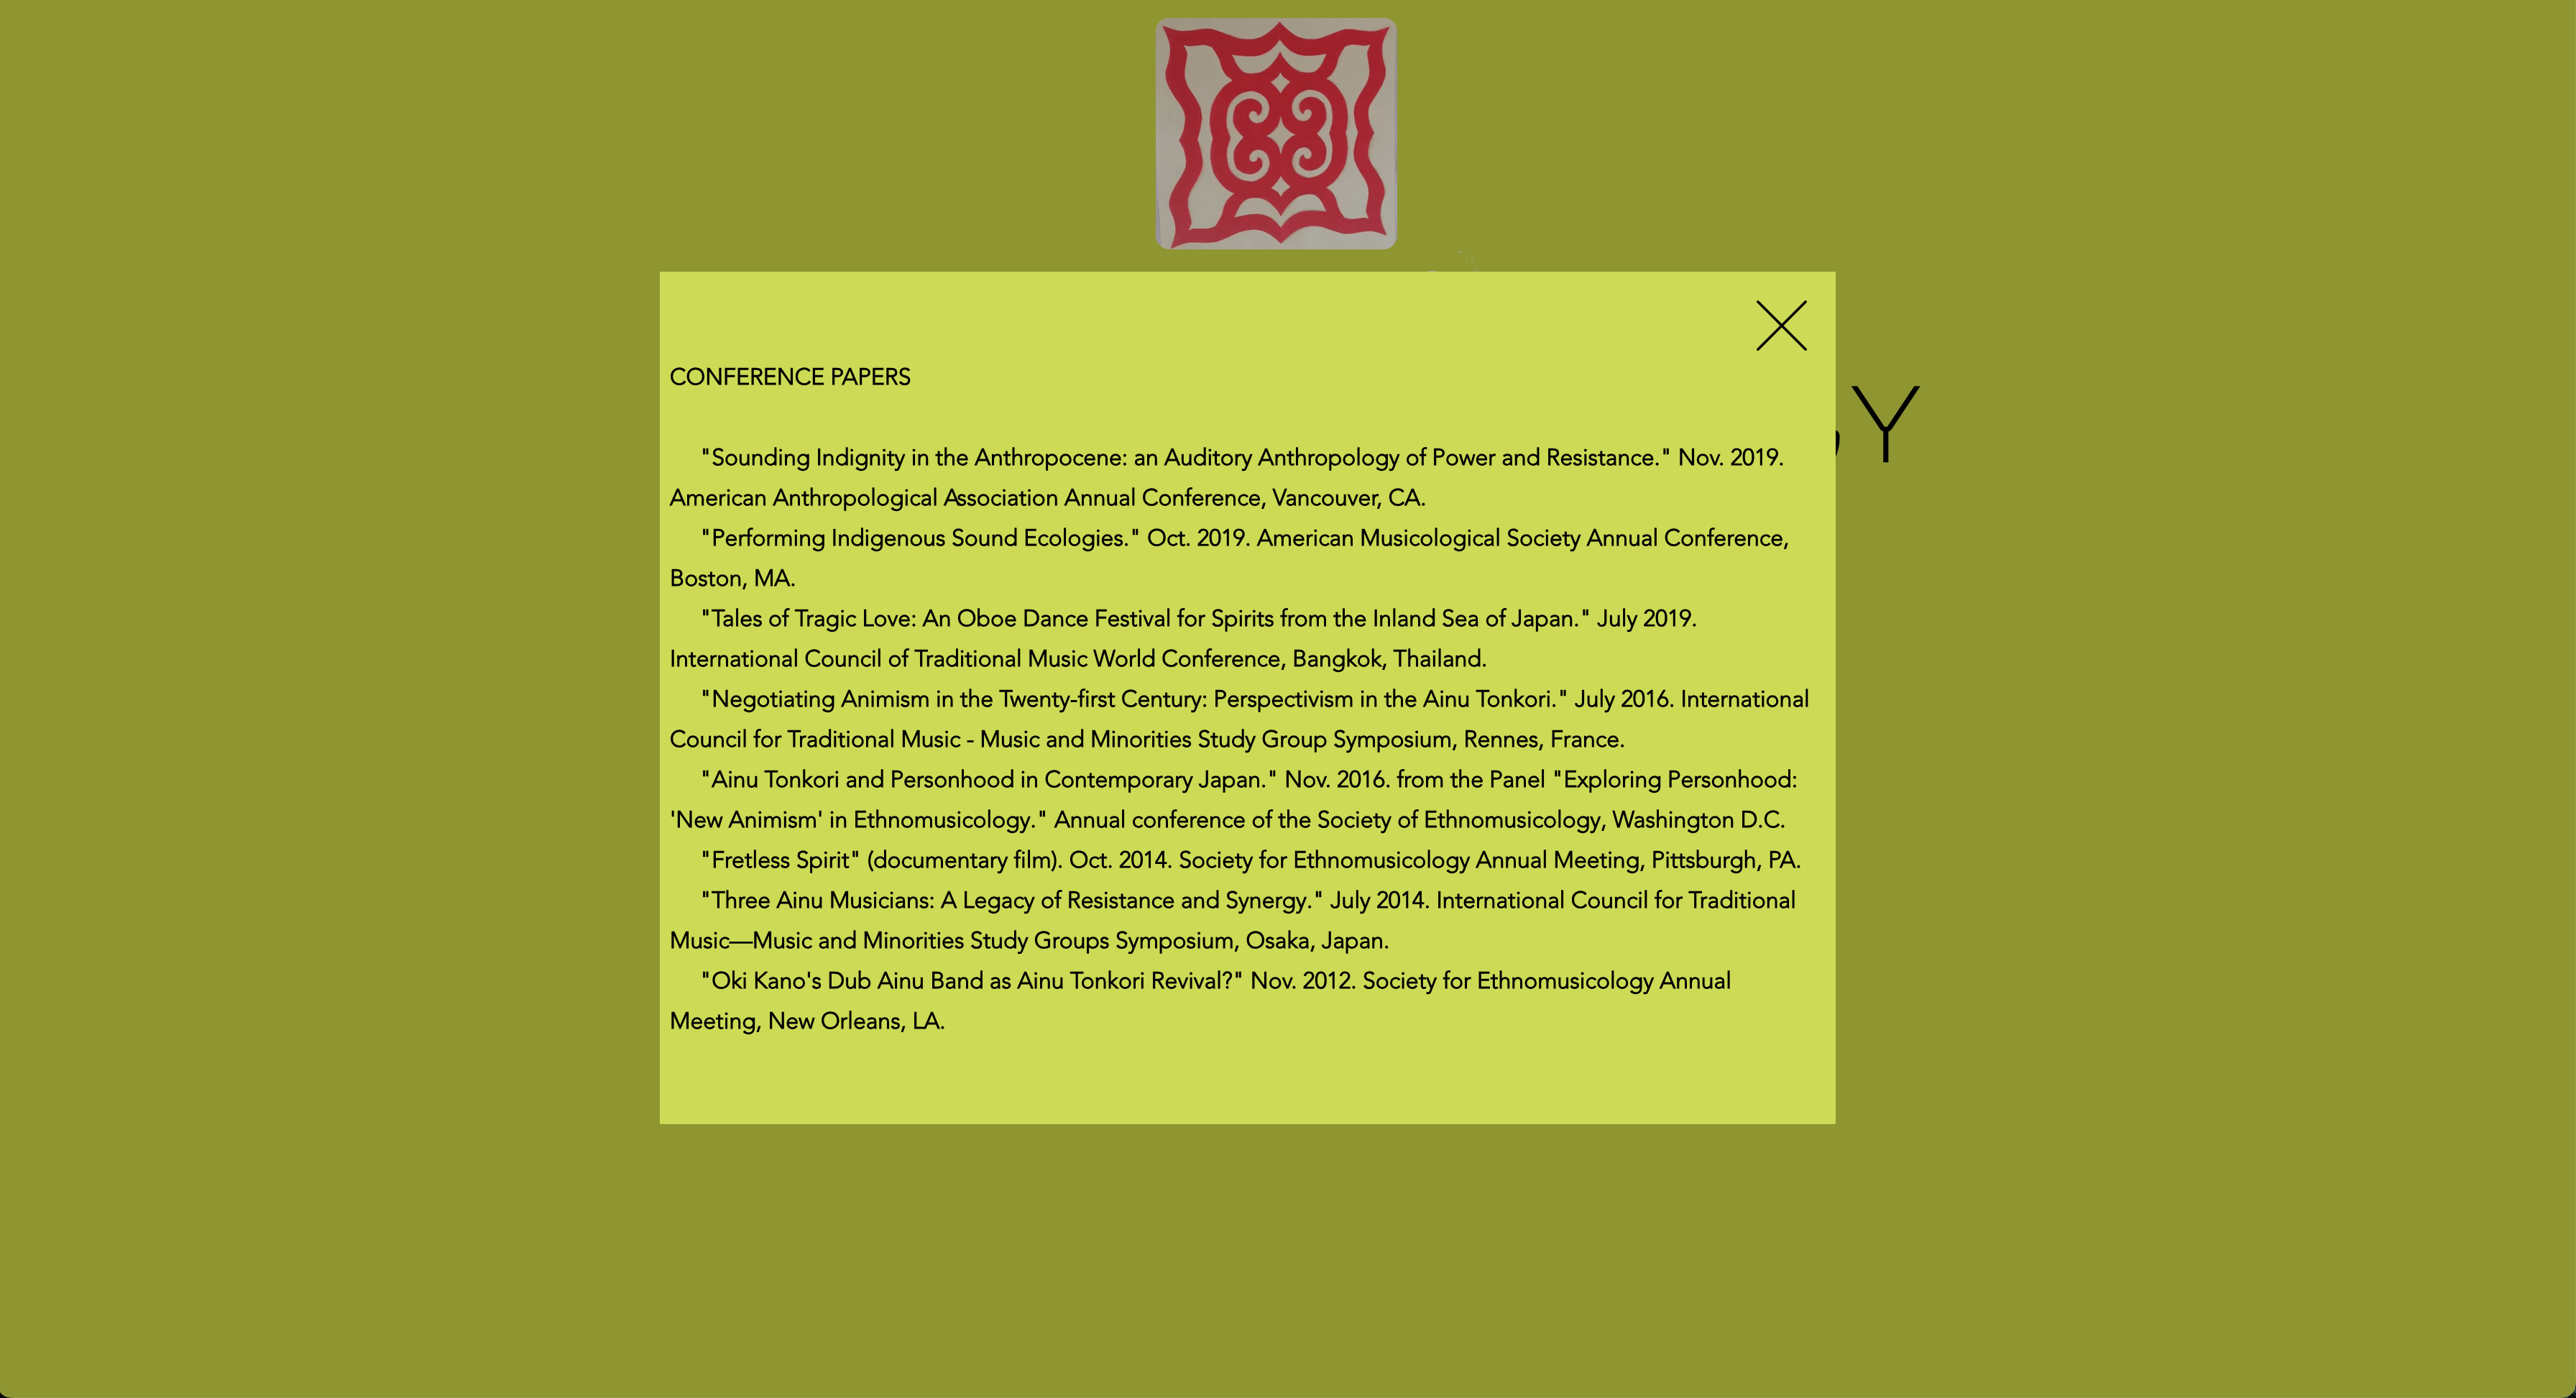 CONFERENCE PAPERS
"Sounding Indignity in the Anthropocene: an Auditory Anthropology of Power and Resistance." Nov. 2019.
American Anthropological Association Annual Conference, Vancouver, CA.
"Performing Indigenous Sound Ecologies." Oct. 2019. American Musicological Society Annual Conference,
Boston, MA.
"Tales of Tragic Love: An Oboe Dance Festival for Spirits from the Inland Sea of Japan." July 2019.
International Council of Traditional Music World Conference, Bangkok, Thailand.
"Negotiating Animism in the Twenty-first Century: Perspectivism in the Ainu Tonkori." July 2016. International
Council for Traditional Music - Music and Minorities Study Group Symposium, Rennes, France.
"Ainu Tonkori and Personhood in Contemporary Japan." Nov. 2016. from the Panel "Exploring Personhood:
'New Animism' in Ethnomusicology." Annual conference of the Society of Ethnomusicology, Washington D.C.
"Fretless Spirit" (documentary film). Oct. 2014. Society for Ethnomusicology Annual Meeting, Pittsburgh, PA.
"Three Ainu Musicians: A Legacy of Resistance and Synergy." July 2014. International Council for Traditional
Music—Music and Minorities Study Groups Symposium, Osaka, Japan.
"Oki Kano's Dub Ainu Band as Ainu Tonkori Revival?" Nov. 2012. Society for Ethnomusicology Annual
Meeting, New Orleans, LA.
Y